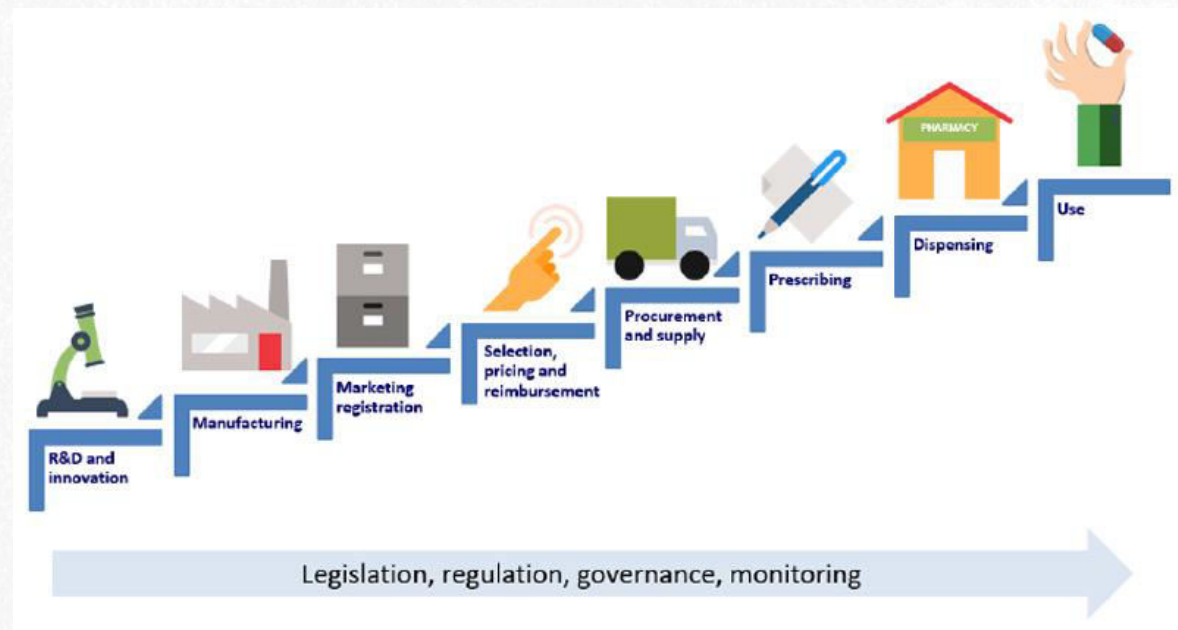 R&D and
innovation
Manufacturing
Marketing
registration
Selection,
pricing and
reimbursement
Procurement
and supply
Prescribing
PHARMACY
Dispensing
Use
Legislation, regulation, governance, monitoring